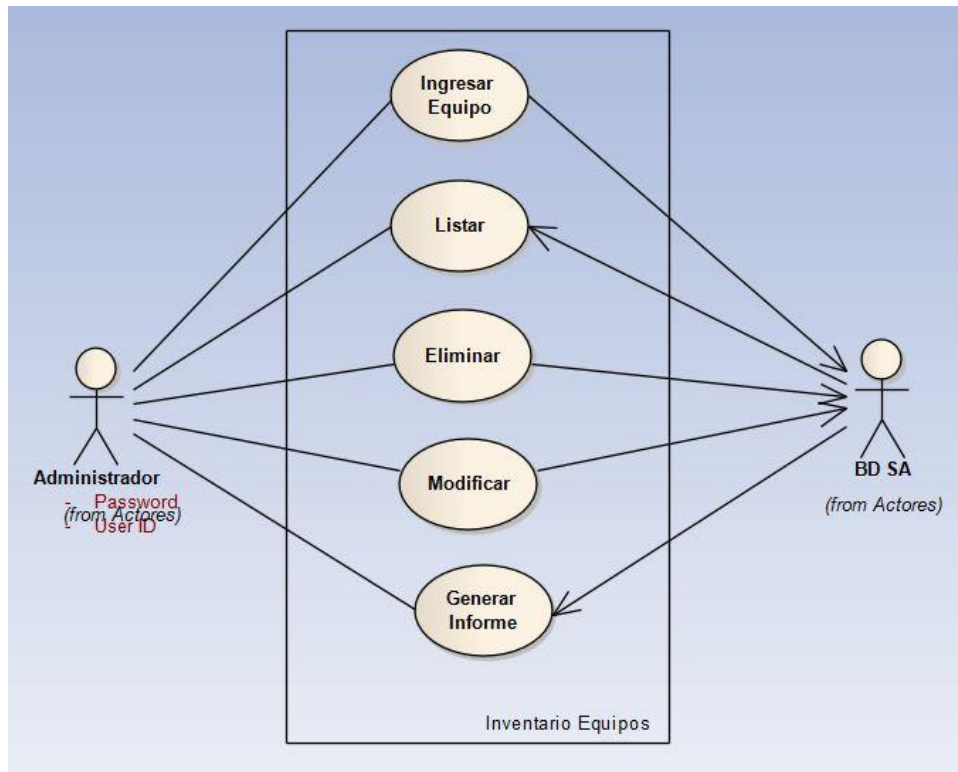 Ingresar
Equipo
Listar
Eliminar
Modificar
Generar
Informe
Administrador
- Password
(from Actores)
- User ID
BD SA
(from Actores)
Inventario Equipos